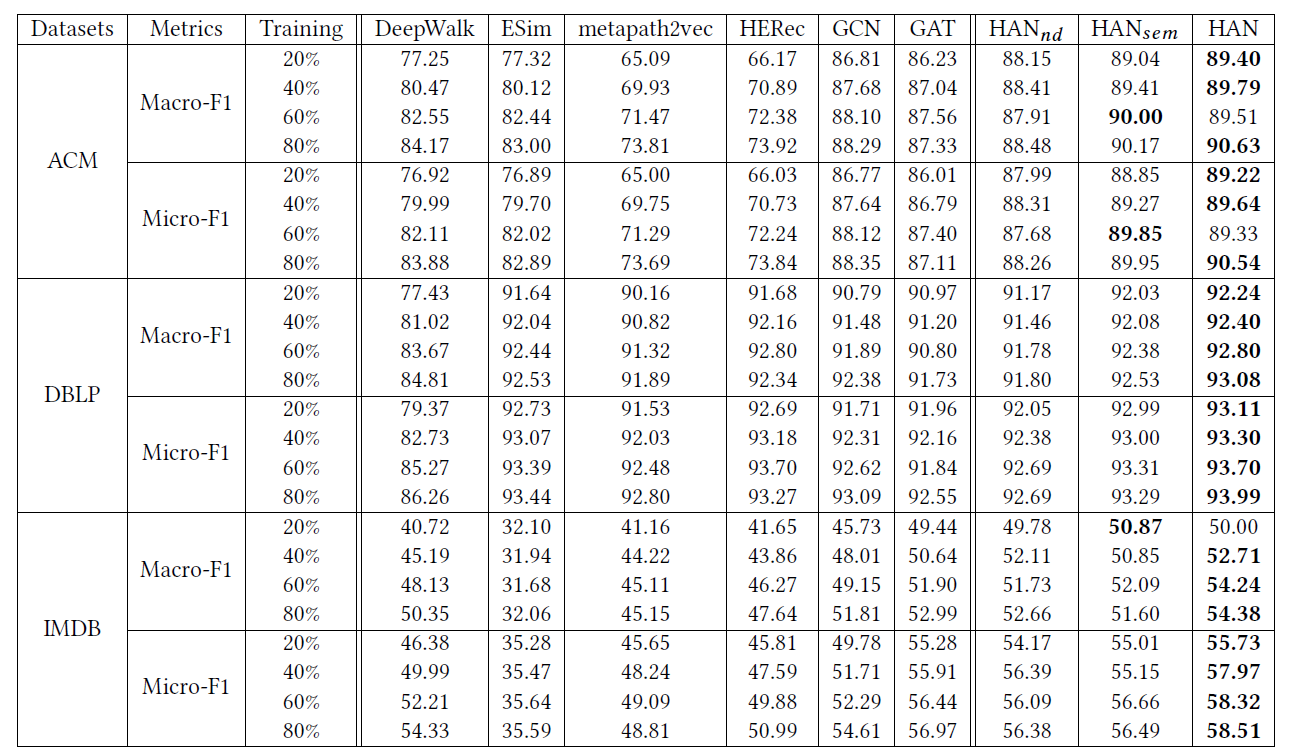 Datasets Metrics Training DeepWalk ESim metapath2vec HERec GCN GAT HANnd HANsem HAN
ACM Macro-F1 20% 77.25 77.32 65.09 66.17 86.81 86.23 88.15 89.04 89.40
40% 80.47 80.12 69.93 70.89 87.68 87.04 88.41 89.41 89.79
60% 82.55 82.44 71.47 72.38 88.10 87.56 87.91 90.00 89.51
80% 84.17 83.00 73.81 73.92 88.29 87.33 88.48 90.17 90.63
Micro-F1 20% 76.92 76.89 65.00 66.03 86.77 86.01 87.99 88.85 89.22
40% 79.99 79.70 69.75 70.73 87.64 86.79 88.31 89.27 89.64
60% 82.11 82.02 71.29 72.24 88.12 87.40 87.68 89.85 89.33
80% 83.88 82.89 73.69 73.84 88.35 87.11 88.26 89.95 90.54
DBLP Macro-F1 20% 77.43 91.64 90.16 91.68 90.79 90.97 91.17 92.03 92.24
40% 81.02 92.04 90.82 92.16 91.48 91.20 91.46 92.08 92.40
60% 83.67 92.44 91.32 92.80 91.89 90.80 91.78 92.38 92.80
80% 84.81 92.53 91.89 92.34 92.38 91.73 91.80 92.53 93.08
Micro-F1 20% 79.37 92.73 91.53 92.69 91.71 91.96 92.05 92.99 93.11
40% 82.73 93.07 92.03 93.18 92.31 92.16 92.38 93.00 93.30
60% 85.27 93.39 92.48 93.70 92.62 91.84 92.69 93.31 93.70
80% 86.26 93.44 92.80 93.27 93.09 92.55 92.69 93.29 93.99
IMDB Macro-F1 20% 40.72 32.10 41.16 41.65 45.73 49.44 49.78 50.87 50.00
40% 45.19 31.94 44.22 43.86 48.01 50.64 52.11 50.85 52.71
60% 48.13 31.68 45.11 46.27 49.15 51.90 51.73 52.09 54.24
80% 50.35 32.06 45.15 47.64 51.81 52.99 52.66 51.60 54.38
Micro-F1 20% 46.38 35.28 45.65 45.81 49.78 55.28 54.17 55.01 55.73
40% 49.99 35.47 48.24 47.59 51.71 55.91 56.39 55.15 57.97
60% 52.21 35.64 49.09 49.88 52.29 56.44 56.09 56.66 58.32
80% 54.33 35.59 48.81 50.99 54.61 56.97 56.38 56.49 58.51